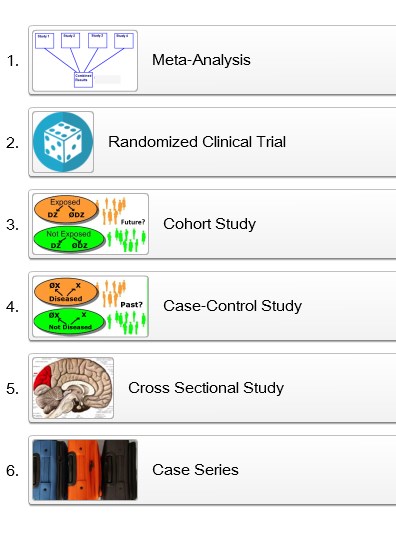 1.
Study 1 Study 2 Study 3 Study 4
Combined
Results
Meta-Analysis
2.
Randomized Clinical Trial
3.
Exposed
DZ ØDZ
Future?
Not Exposed
DZ ØDZ
Cohort Study
4.
ØX X
Diseased
Past?
ØX X
Not Diseased
Case-Control Study
5.
Cross Sectional Study
6.
Case Series